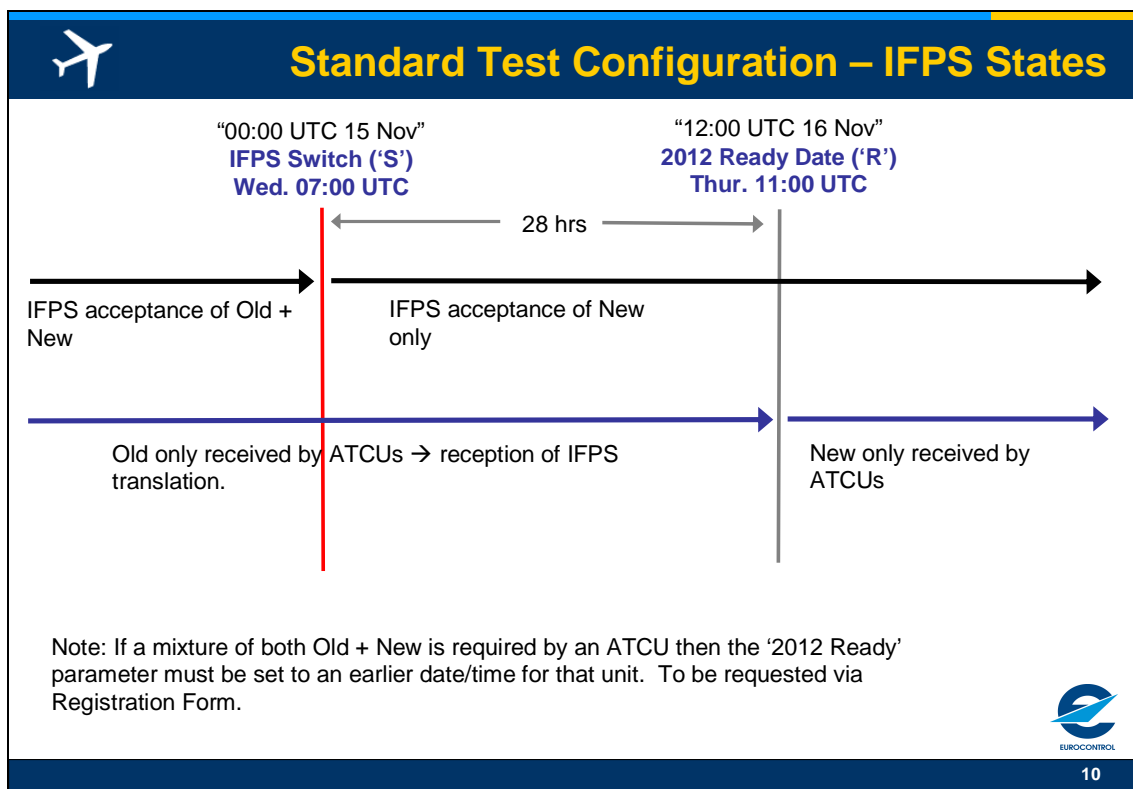 Standard Test Configuration – IFPS States
“00:00 UTC 15 Nov”
IFPS Switch (‘S’)
Wed. 07:00 UTC
“12:00 UTC 16 Nov”
2012 Ready Date (‘R’)
Thur. 11:00 UTC
28 hrs
IFPS acceptance of Old +
New
IFPS acceptance of New
only
Old only received by ATCUs → reception of IFPS
translation.
New only received by
ATCUs
Note: If a mixture of both Old + New is required by an ATCU then the ‘2012 Ready’
parameter must be set to an earlier date/time for that unit.  To be requested via
Registration Form.
EUROCONTROL
10